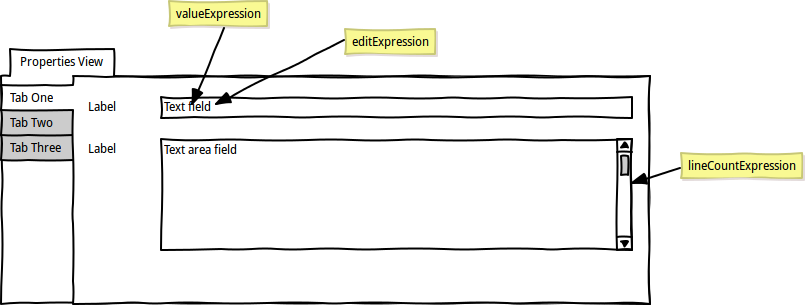 valueExpression
editExpression
Properties View
Tab One
Label
Text field
Tab Two
Tab Three
Label
Text area field
lineCountExpression